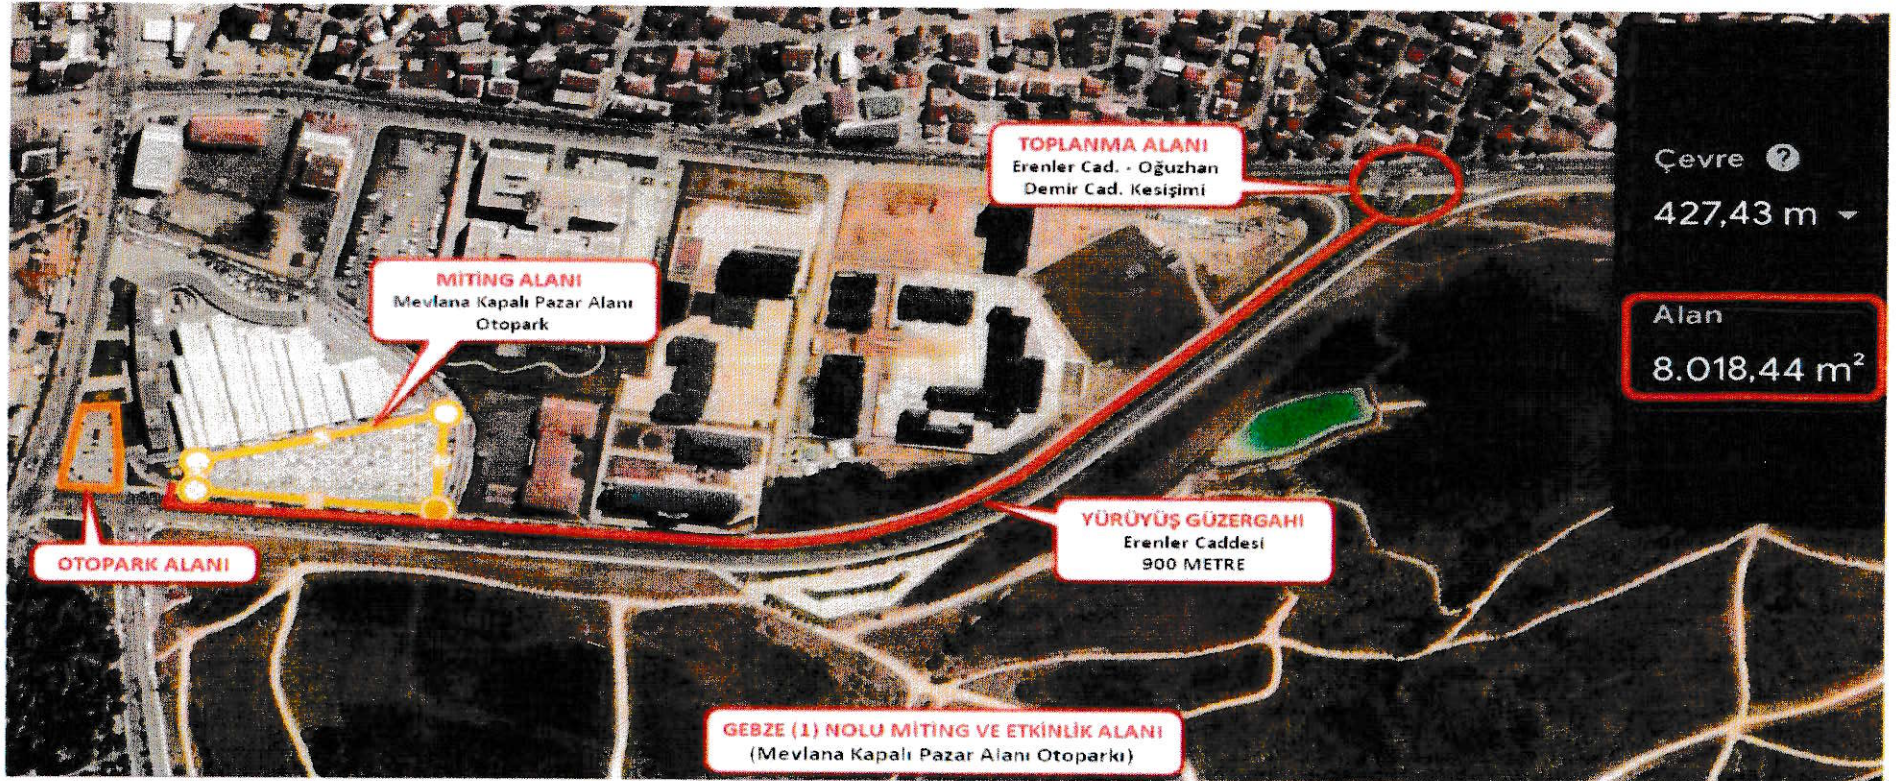 TOPLANMA ALANI
Erenler Cad. - Oğuzhan
Demir Cad. Kesişimi
Çevre ?
427,43 m
MİTİNG ALANI
Mevlana Kapalı Pazar Alanı
Otopark
Alan
8.018,44 m²
YÜRÜYÜŞ GÜZERGAHI
Erenler Caddesi
900 METRE
OTOPARK ALANI
GEBZE (1) NOLU MİTİNG VE ETKİNLİK ALANI
(Mevlana Kapalı Pazar Alanı Otoparkı)